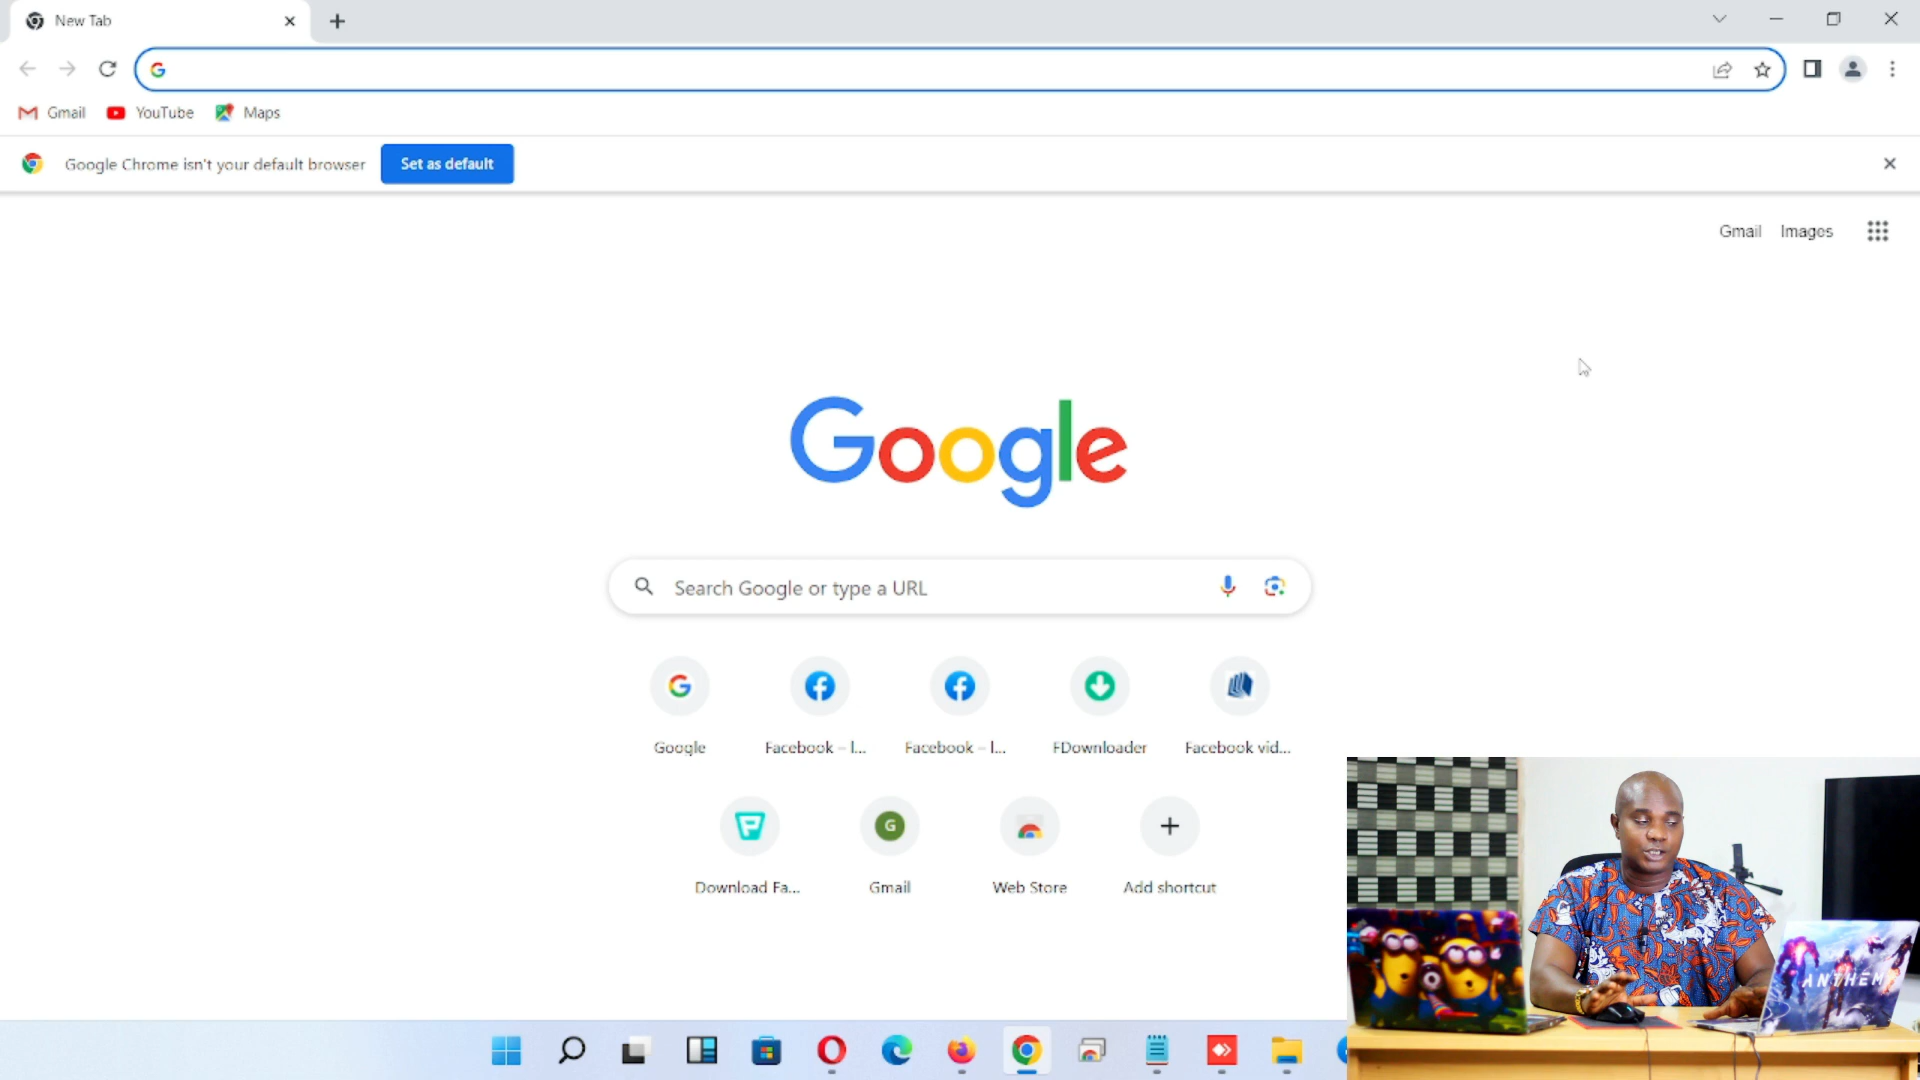 New Tab
Gmail YouTube Maps
Google Chrome isn't your default browser Set as default
Gmail Images
Google
Search Google or type a URL
Google Facebook – l... Facebook – l... FDownloader Facebook vid...
G
Download Fa... Gmail Web Store Add shortcut
ANTHEM